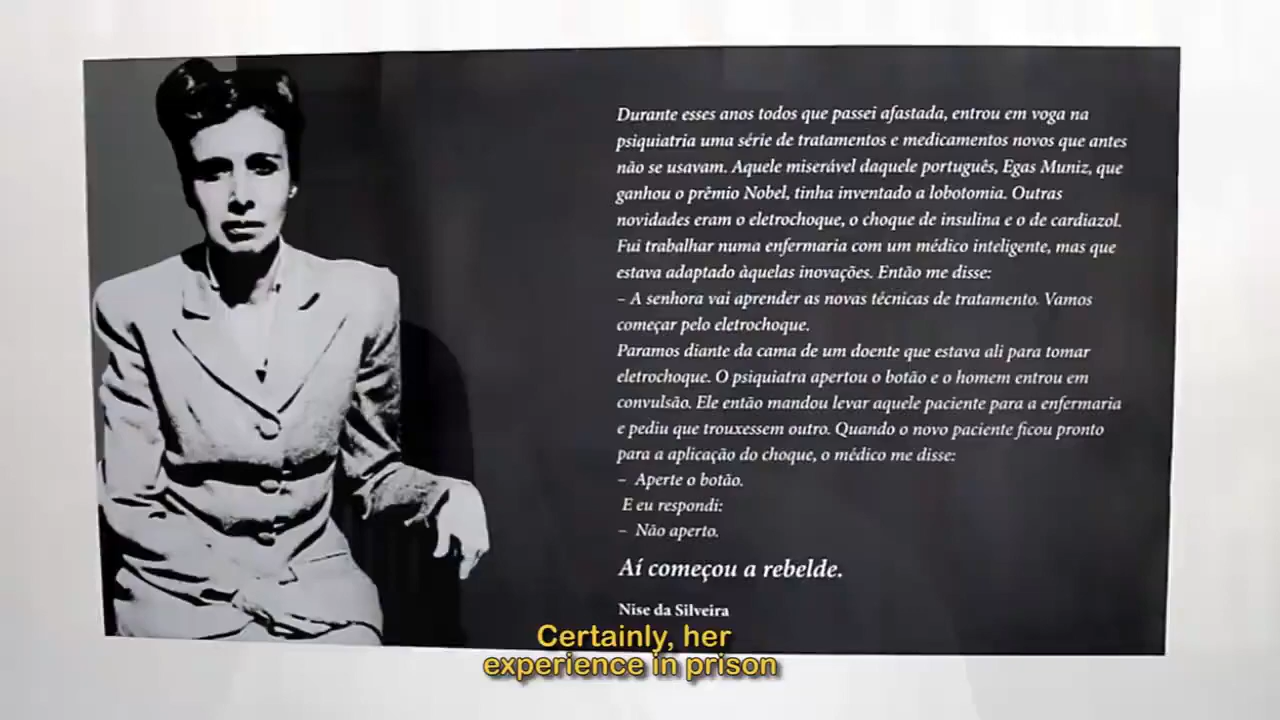 Durante esses anos todos que passei afastada, entrou em voga na
psiquiatria uma série de tratamentos e medicamentos novos que antes
não se usavam. Aquele miserável daquele português, Egas Muniz, que
ganhou o prêmio Nobel, tinha inventado a lobotomia. Outras
novidades eram o eletrochoque, o choque de insulina e o de cardiazol.
Fui trabalhar numa enfermaria com um médico inteligente, mas que
estava adaptado àquelas inovações. Então me disse:
– A senhora vai aprender as novas técnicas de tratamento. Vamos
começar pelo eletrochoque.
Paramos diante da cama de um doente que estava ali para tomar
eletrochoque. O psiquiatra apertou o botão e o homem entrou em
convulsão. Ele então mandou levar aquele paciente para a enfermaria
e pediu que trouxessem outro. Quando o novo paciente ficou pronto
para a aplicação do choque, o médico me disse:
– Aperte o botão.
E eu respondi:
– Não aperto.
Aí começou a rebelde.
Nise da Silveira
Certainly, her
experience in prison